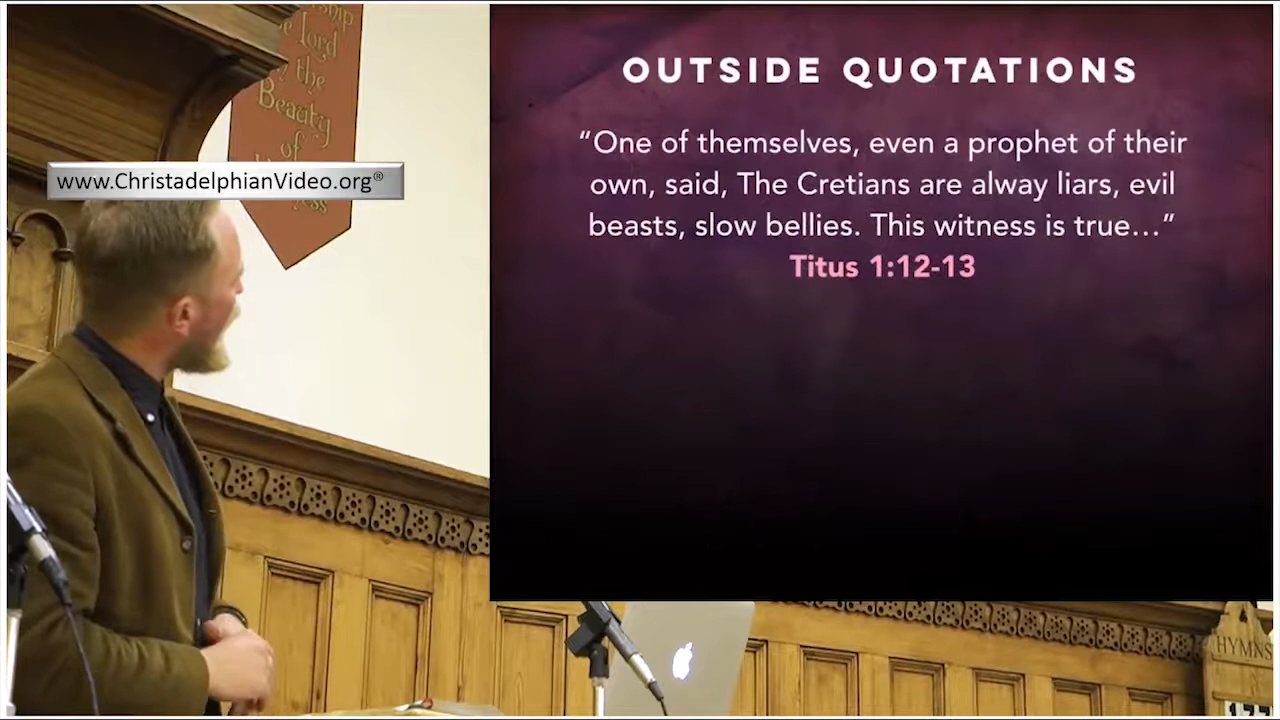 Lord
the
Beauty
of
www.ChristadelphianVideo.org®
OUTSIDE QUOTATIONS
“One of themselves, even a prophet of their
own, said, The Cretians are alway liars, evil
beasts, slow bellies. This witness is true…”
Titus 1:12-13
HYMNS